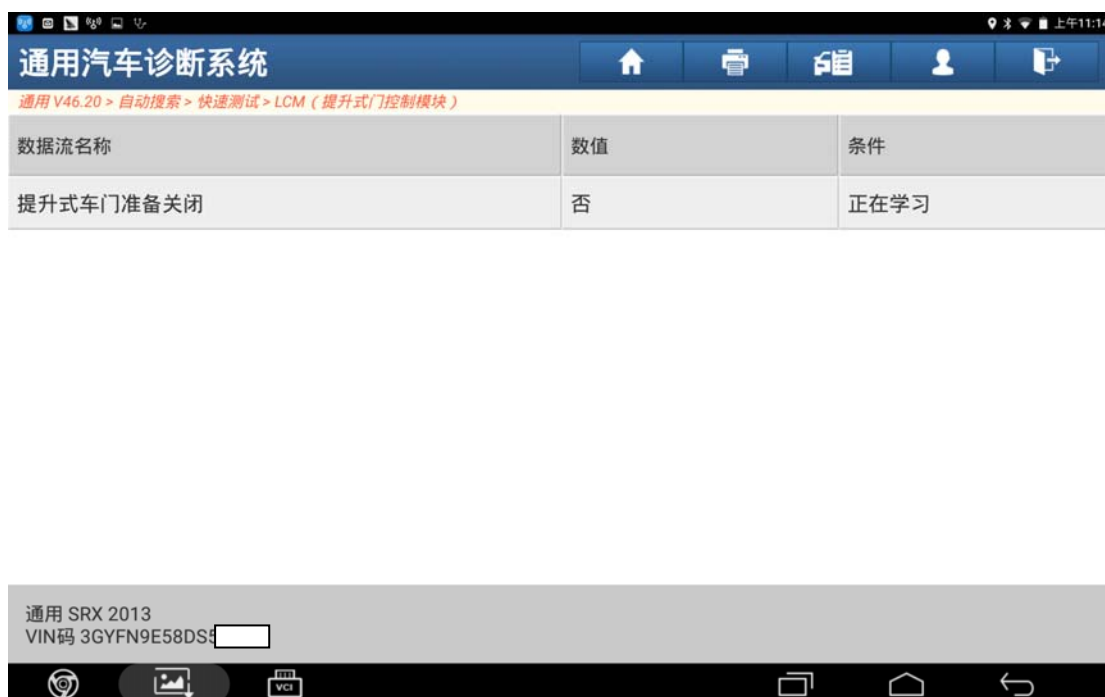 上午11:14
通用汽车诊断系统
通用 V46.20 > 自动搜索 > 快速测试 > LCM ( 提升式门控制模块 )
数据流名称 数值 条件
提升式车门准备关闭 否 正在学习
通用 SRX 2013
VIN码 3GYFN9E58DS5
VCI